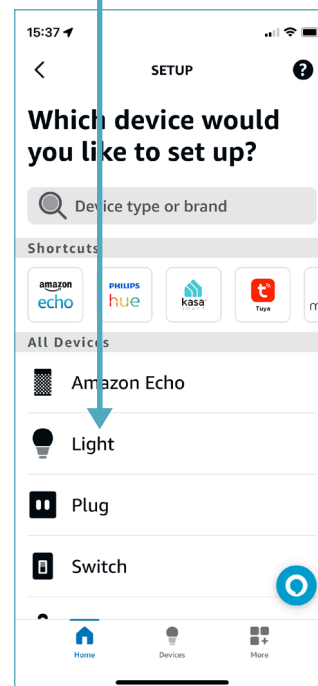 15:37
SETUP
?
Which device would
you like to set up?
Device type or brand
Shortcuts
amazon
echo
PHILIPS
hue
kasa
Tuya
All Devices
Amazon Echo
Light
Plug
Switch
Home
Devices
More